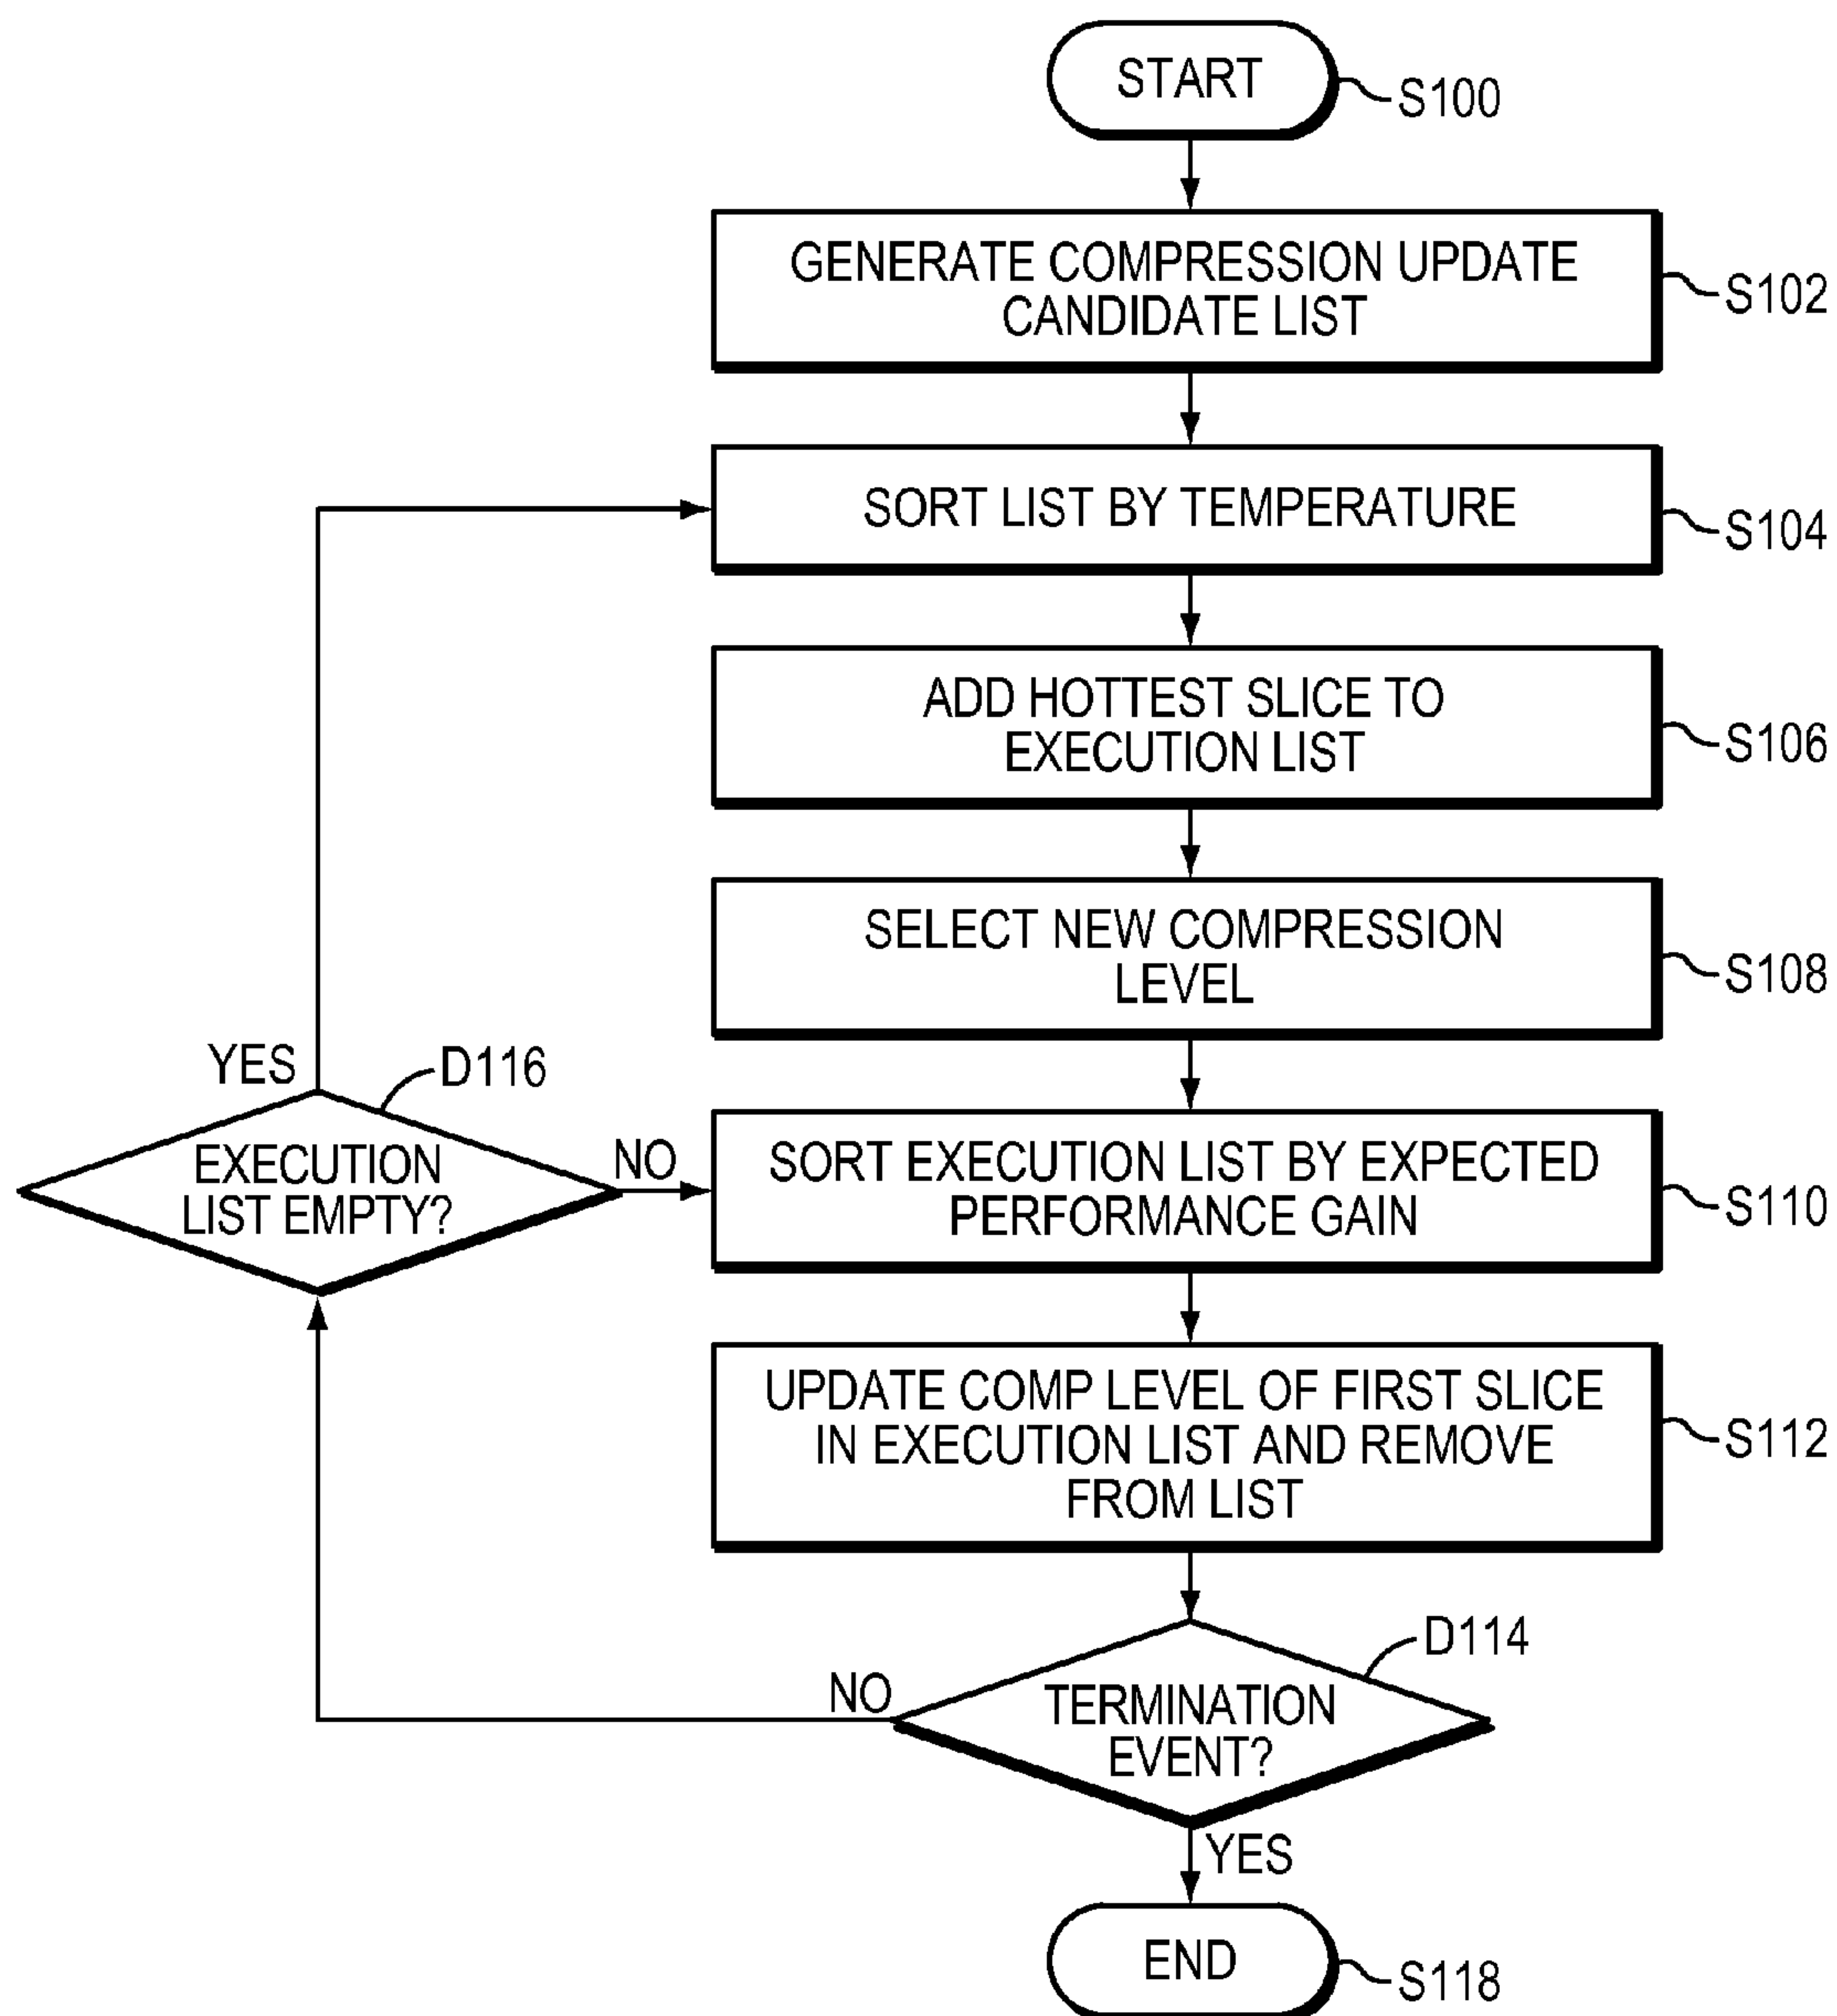 START
S100
GENERATE COMPRESSION UPDATE
CANDIDATE LIST
S102
SORT LIST BY TEMPERATURE
S104
ADD HOTTEST SLICE TO
EXECUTION LIST
S106
SELECT NEW COMPRESSION
LEVEL
S108
YES
D116
EXECUTION
LIST EMPTY?
NO
SORT EXECUTION LIST BY EXPECTED
PERFORMANCE GAIN
S110
UPDATE COMP LEVEL OF FIRST SLICE
IN EXECUTION LIST AND REMOVE
FROM LIST
S112
D114
NO
TERMINATION
EVENT?
YES
END
S118